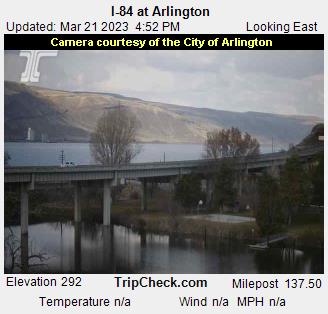 I-84 at Arlington
Updated: Mar 21 2023 4:52 PM Looking East
Camera courtesy of the City of Arlington
Elevation 292 TripCheck.com Milepost 137.50
Temperature n/a Wind n/a MPH n/a